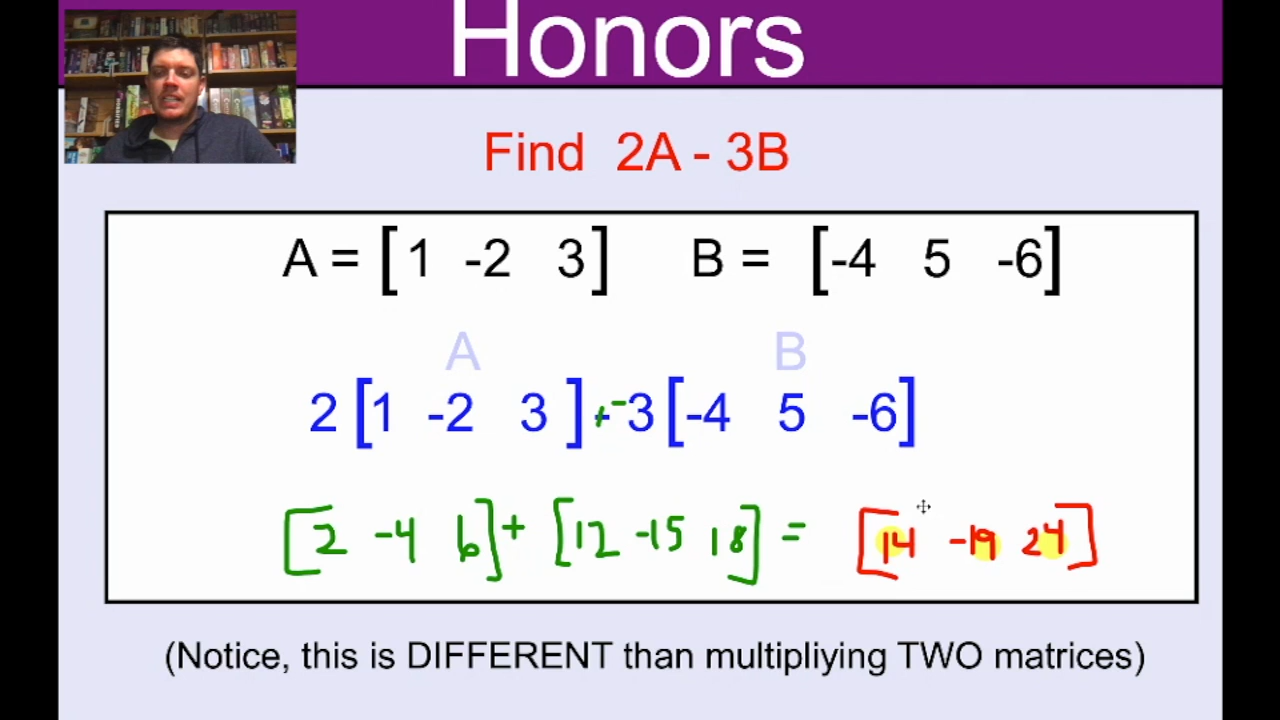 Honors
Find 2A - 3B
A = [1 -2 3] B = [-4 5 -6]
A B
2 [1 -2 3] + -3 [-4 5 -6]
[2 -4 6] + [12 -15 18] = [14 -19 24]
(Notice, this is DIFFERENT than multipliying TWO matrices)